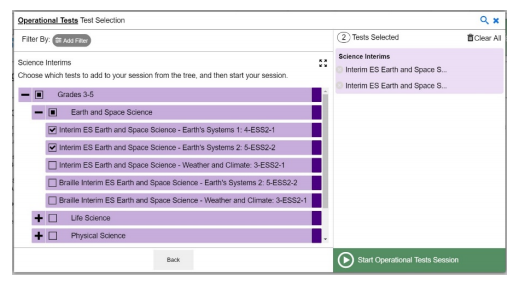 Operational Tests Test Selection
Filter By: Add Filter
Science Interims
Choose which tests to add to your session from the tree, and then start your session.
Grades 3-5
Earth and Space Science
Interim ES Earth and Space Science - Earth's Systems 1: 4-ESS2-1
Interim ES Earth and Space Science - Earth's Systems 2: 5-ESS2-2
Interim ES Earth and Space Science - Weather and Climate: 3-ESS2-1
Braille Interim ES Earth and Space Science - Earth's Systems 2: 5-ESS2-2
Braille Interim ES Earth and Space Science - Weather and Climate: 3-ESS2-1
Life Science
Physical Science
Back
2 Tests Selected
Clear All
Science Interims
Interim ES Earth and Space S...
Interim ES Earth and Space S...
Start Operational Tests Session